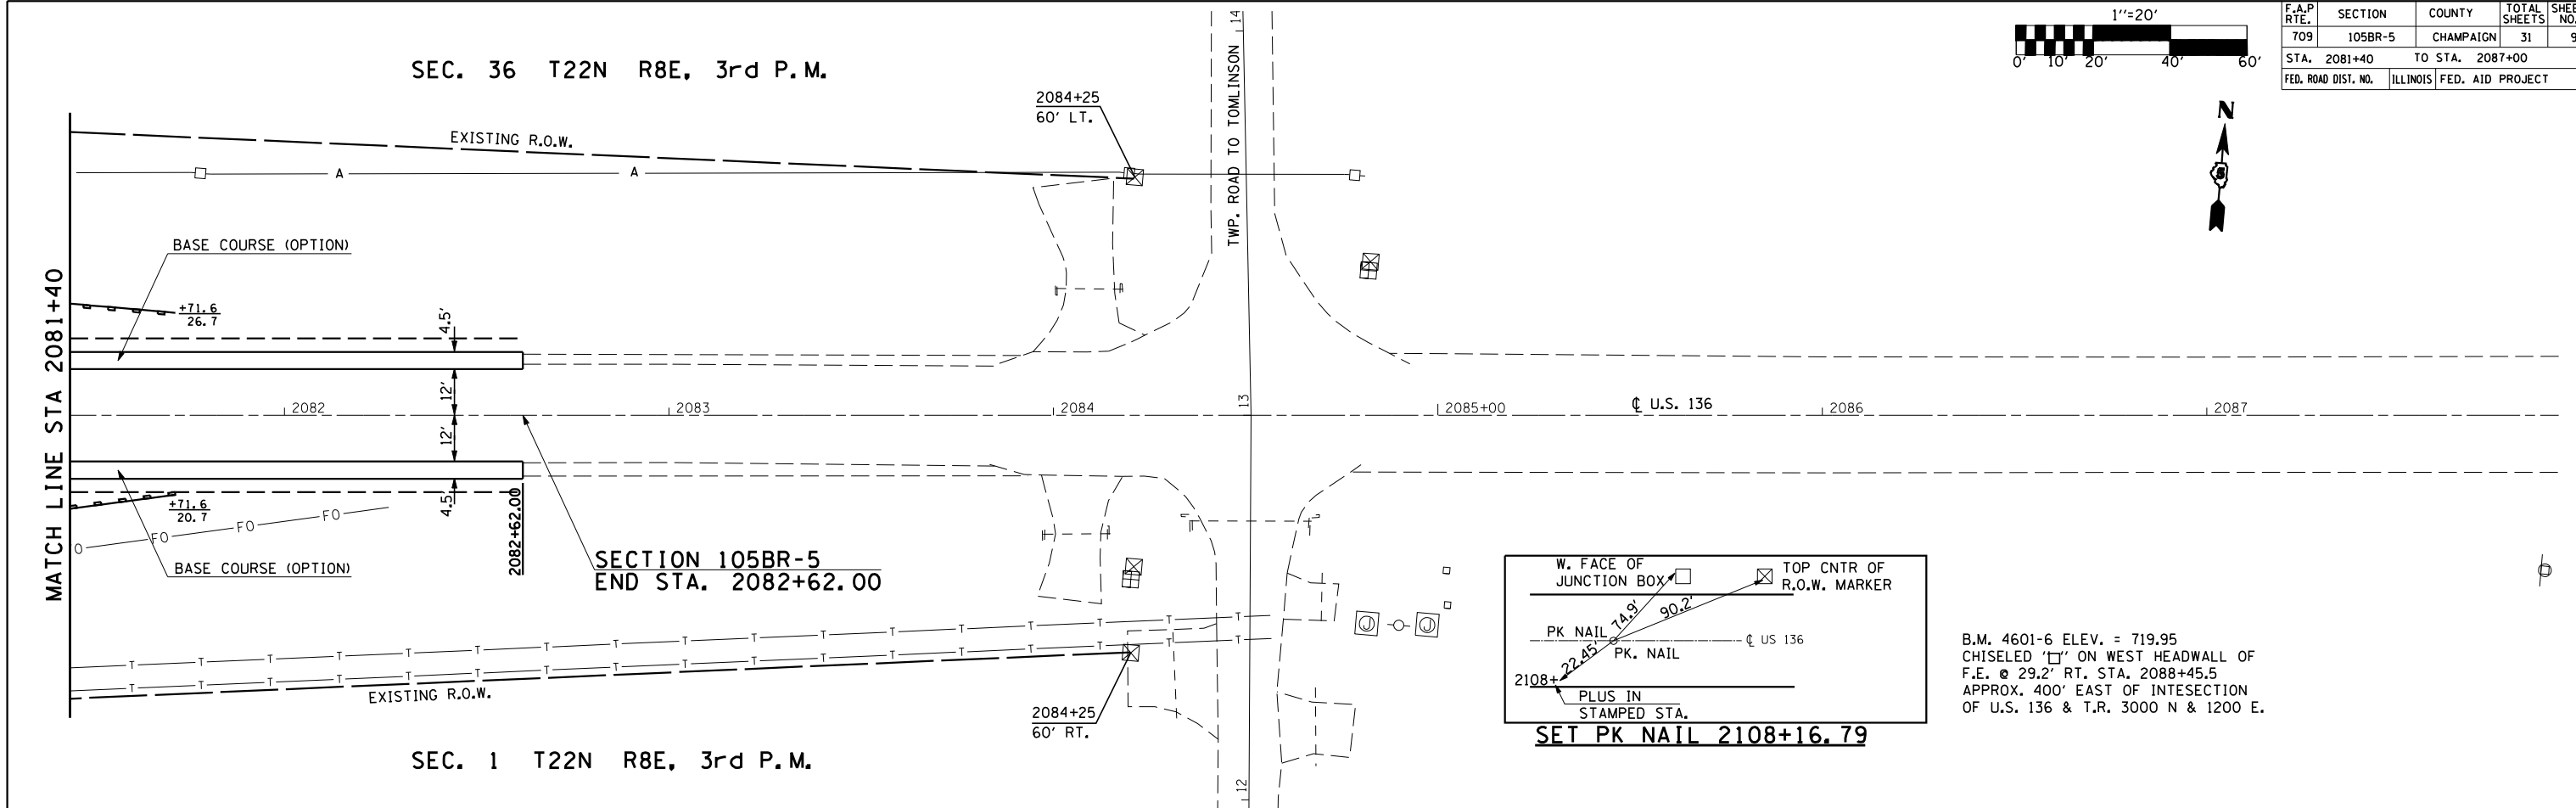 1''=20'
0' 10' 20' 40' 60'
F.A.P RTE. SECTION COUNTY TOTAL SHEETS
709 105BR-5 CHAMPAIGN 31 9
STA. 2081+40 TO STA. 2087+00
FED. ROAD DIST. NO. ILLINOIS FED. AID PROJECT
N
S
SEC. 36 T22N R8E, 3rd P.M.
2084+25
60' LT.
EXISTING R.O.W.
A A
TWP. ROAD TO TOMLINSON
14
BASE COURSE (OPTION)
MATCH LINE STA 2081+40
+71.6
26.7
4.5'
12'
2082 2083 2084 13 2085+00 ℄ U.S. 136 2086 2087
12'
4.5'
+71.6
20.7
O FO FO FO
BASE COURSE (OPTION)
2082+62.00
SECTION 105BR-5
END STA. 2082+62.00
T T T T T T T T T T T T T T T T T
T T T T T T T T T T T T T T T T T
EXISTING R.O.W.
2084+25
60' RT.
12
J J
SEC. 1 T22N R8E, 3rd P.M.
W. FACE OF
JUNCTION BOX
TOP CNTR OF
R.O.W. MARKER
74.9'
90.2'
PK NAIL
℄ US 136
PK. NAIL
22.45'
2108+
PLUS IN
STAMPED STA.
SET PK NAIL 2108+16.79
B.M. 4601-6 ELEV. = 719.95
CHISELED "□" ON WEST HEADWALL OF
F.E. @ 29.2' RT. STA. 2088+45.5
APPROX. 400' EAST OF INTESECTION
OF U.S. 136 & T.R. 3000 N & 1200 E.